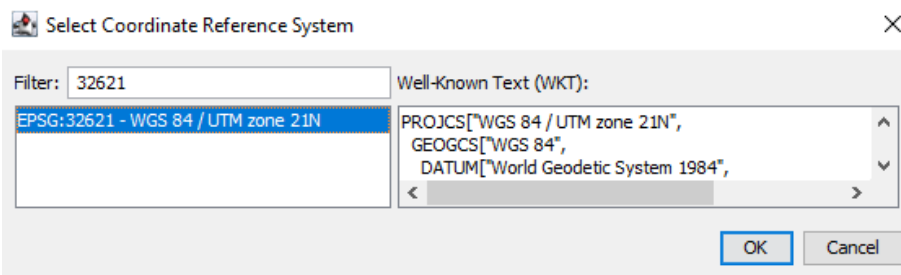 Select Coordinate Reference System
Filter: 32621
Well-Known Text (WKT):
EPSG:32621 - WGS 84 / UTM zone 21N
PROJCS["WGS 84 / UTM zone 21N",
GEOGCS["WGS 84",
DATUM["World Geodetic System 1984",
OK Cancel